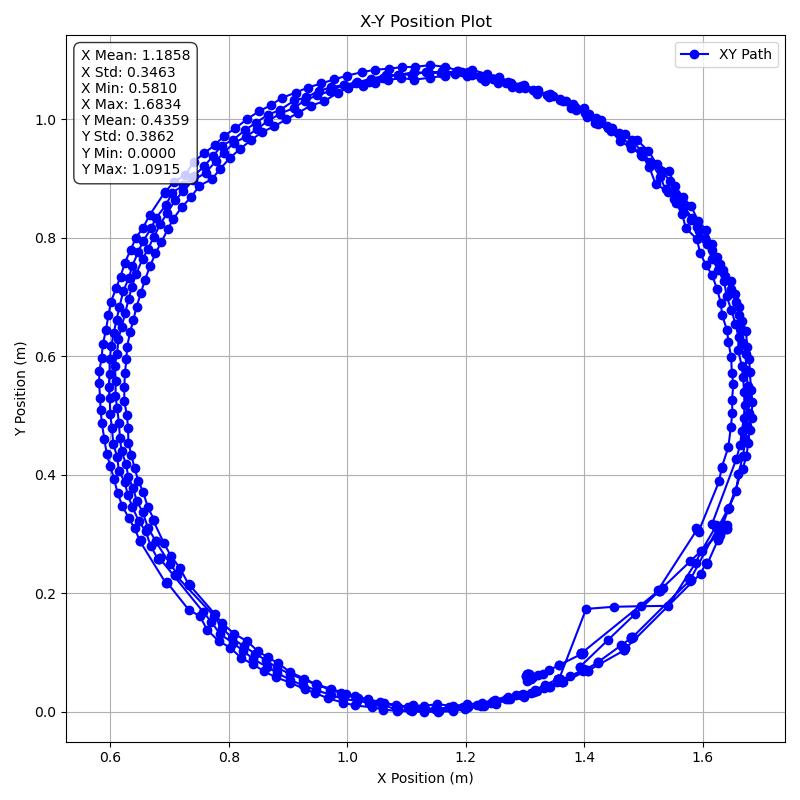 X-Y Position Plot
X Mean: 1.1858
X Std: 0.3463
X Min: 0.5810
X Max: 1.6834
Y Mean: 0.4359
Y Std: 0.3862
Y Min: 0.0000
Y Max: 1.0915
XY Path
1.0
0.8
0.6
0.4
0.2
0.0
Y Position (m)
0.6 0.8 1.0 1.2 1.4 1.6
X Position (m)